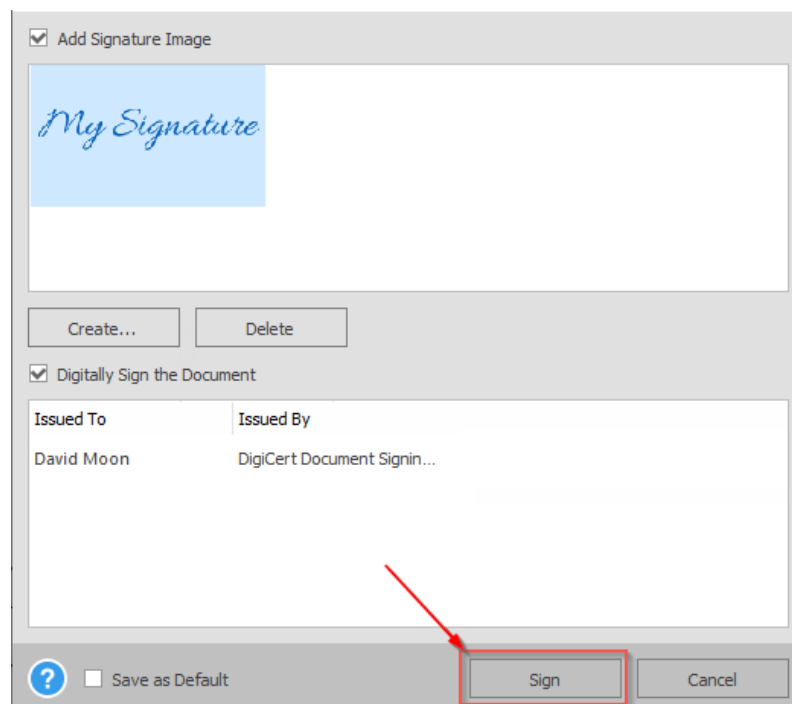 Add Signature Image
My Signature
Create... Delete
Digitally Sign the Document
Issued To Issued By
David Moon DigiCert Document Signin...
? Save as Default Sign Cancel